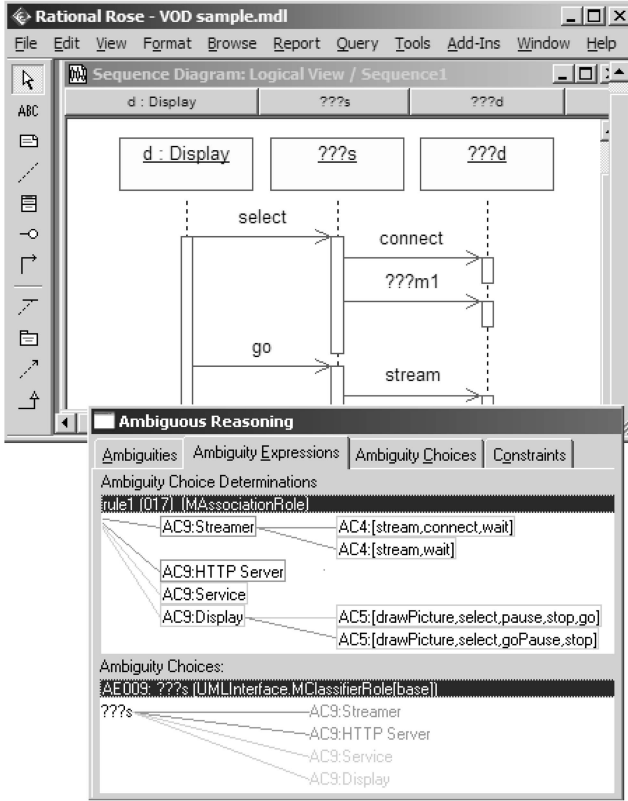 Rational Rose - VOD sample.mdl
File Edit View Format Browse Report Query Tools Add-Ins Window Help
Sequence Diagram: Logical View / Sequence1
d : Display ???s ???d
ABC
d : Display ???s ???d
select
connect
???m1
go
stream
Ambiguous Reasoning
Ambiguities Ambiguity Expressions Ambiguity Choices Constraints
Ambiguity Choice Determinations
rule1 (017) (MAssociationRole)
AC9:Streamer AC4:[stream,connect,wait]
AC4:[stream,wait]
AC9:HTTP Server
AC9:Service
AC9:Display AC5:[drawPicture,select,pause,stop,go]
AC5:[drawPicture,select,goPause,stop]
Ambiguity Choices:
AE009: ???s (UMLInterface.MClassifierRole[base])
???s AC9:Streamer
AC9:HTTP Server
AC9:Service
AC9:Display